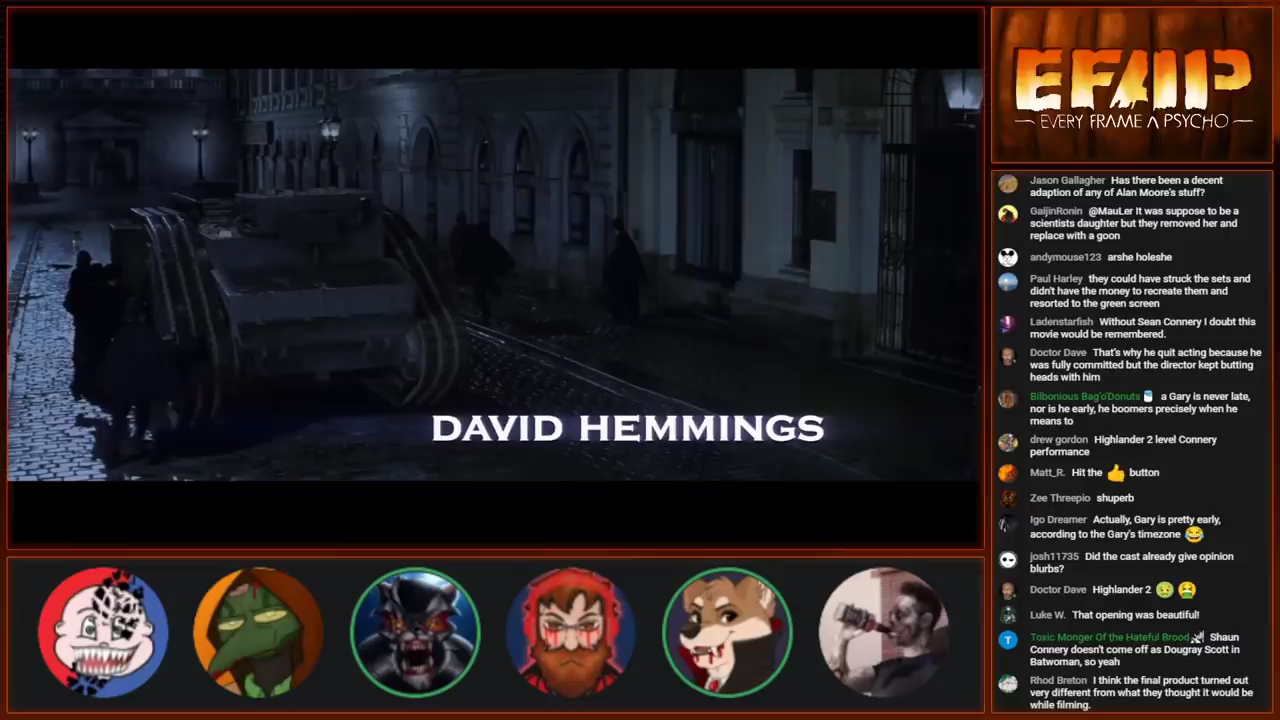 DAVID HEMMINGS
EFAP
EVERY FRAME A PSYCHO
Jason Gallagher Has there been a decent
adaption of any of Alan Moore's stuff?
GaijinRonin @MauLer It was suppose to be a
scientists daughter but they removed her and
replace with a goon
andymouse123 arshe holeshe
Paul Harley they could have struck the sets and
didn't have the money to recreate them and
resorted to the green screen
Ladenstarfish Without Sean Connery I doubt this
movie would be remembered.
Doctor Dave That's why he quit acting because he
was fully committed but the director kept butting
heads with him
Bilbonious Bag'o'Donuts a Gary is never late,
nor is he early, he boomers precisely when he
means to
drew gordon Highlander 2 level Connery
performance
Matt_R. Hit the 👍 button
Zee Threepio shuperb
Igo Dreamer Actually, Gary is pretty early,
according to the Gary's timezone 😂
josh11735 Did the cast already give opinion
blurbs?
Doctor Dave Highlander 2 🤢 🤮
Luke W. That opening was beautiful!
T
Toxic Monger Of the Hateful Brood Shaun
Connery doesn't come off as Dougray Scott in
Batwoman, so yeah
Rhod Breton I think the final product turned out
very different from what they thought it would be
while filming.